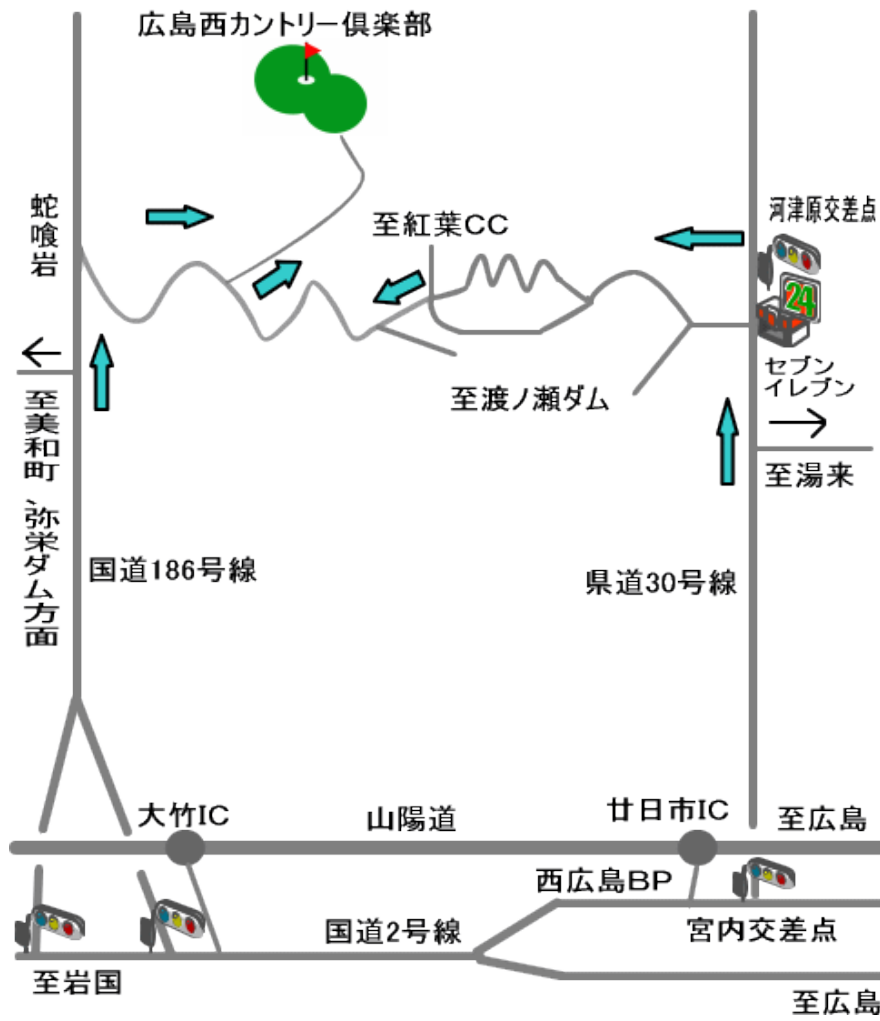 広島西カントリー倶楽部
蛇喰岩
至紅葉CC
河津原交差点
24
セブン
イレブン
至渡ノ瀬ダム
至美和町、弥栄ダム方面
至湯来
国道186号線
県道30号線
大竹IC
山陽道
廿日市IC
至広島
西広島BP
国道2号線
宮内交差点
至岩国
至広島